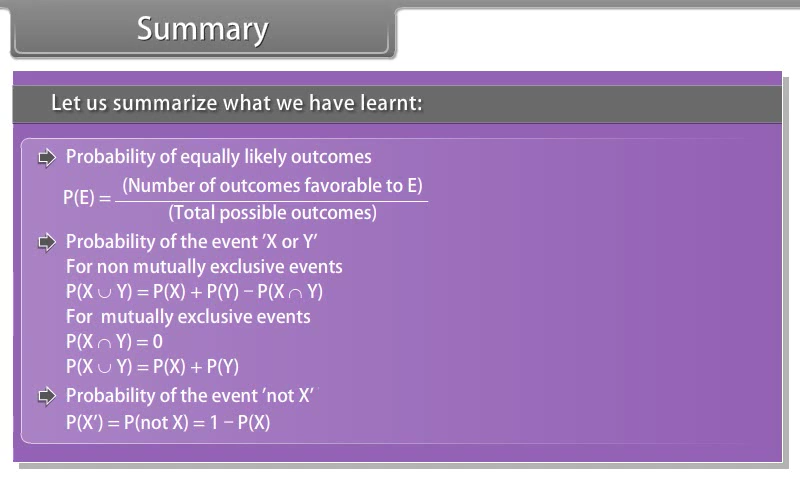 Summary
Let us summarize what we have learnt:
Probability of equally likely outcomes
P(E) = (Number of outcomes favorable to E)
(Total possible outcomes)
Probability of the event 'X or Y'
For non mutually exclusive events
P(X ∪ Y) = P(X) + P(Y) − P(X ∩ Y)
For mutually exclusive events
P(X ∩ Y) = 0
P(X ∪ Y) = P(X) + P(Y)
Probability of the event 'not X'
P(X') = P(not X) = 1 − P(X)